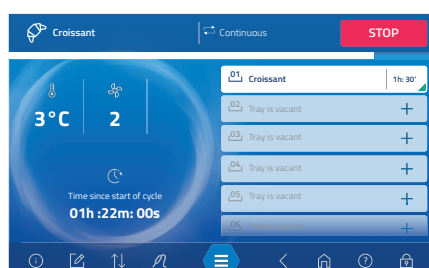 Croissant
Continuous
STOP
3°C
2
Time since start of cycle
01h :22m: 00s
01 Croissant 1h: 30'
02 Tray is vacant +
03 Tray is vacant +
04 Tray is vacant +
05 Tray is vacant +
06